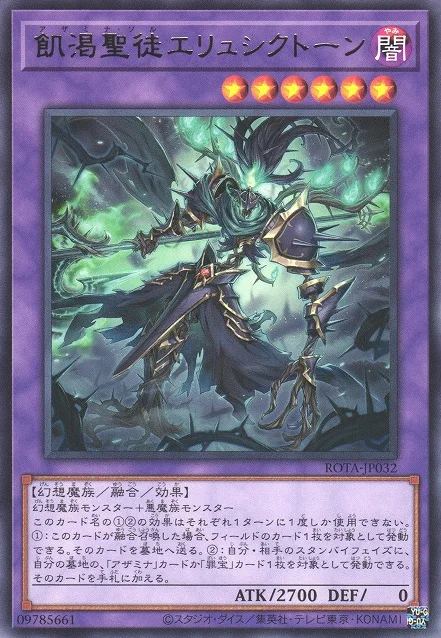 飢渇聖徒エリュシクトーン
アザミナゾル
闇
やみ
ROTA-JP032
【幻想魔族／融合／効果】
幻想魔族モンスター＋悪魔族モンスター
このカード名の①②の効果はそれぞれ１ターンに１度しか使用できない。
①：このカードが融合召喚した場合、フィールドのカード１枚を対象として発動
できる。そのカードを墓地へ送る。②：自分・相手のスタンバイフェイズに、
自分の墓地の、「アザミナ」カードか「罪宝」カード１枚を対象として発動できる。
そのカードを手札に加える。
ATK/2700 DEF/ 0
09785661
©スタジオ・ダイス／集英社・テレビ東京・KONAMI